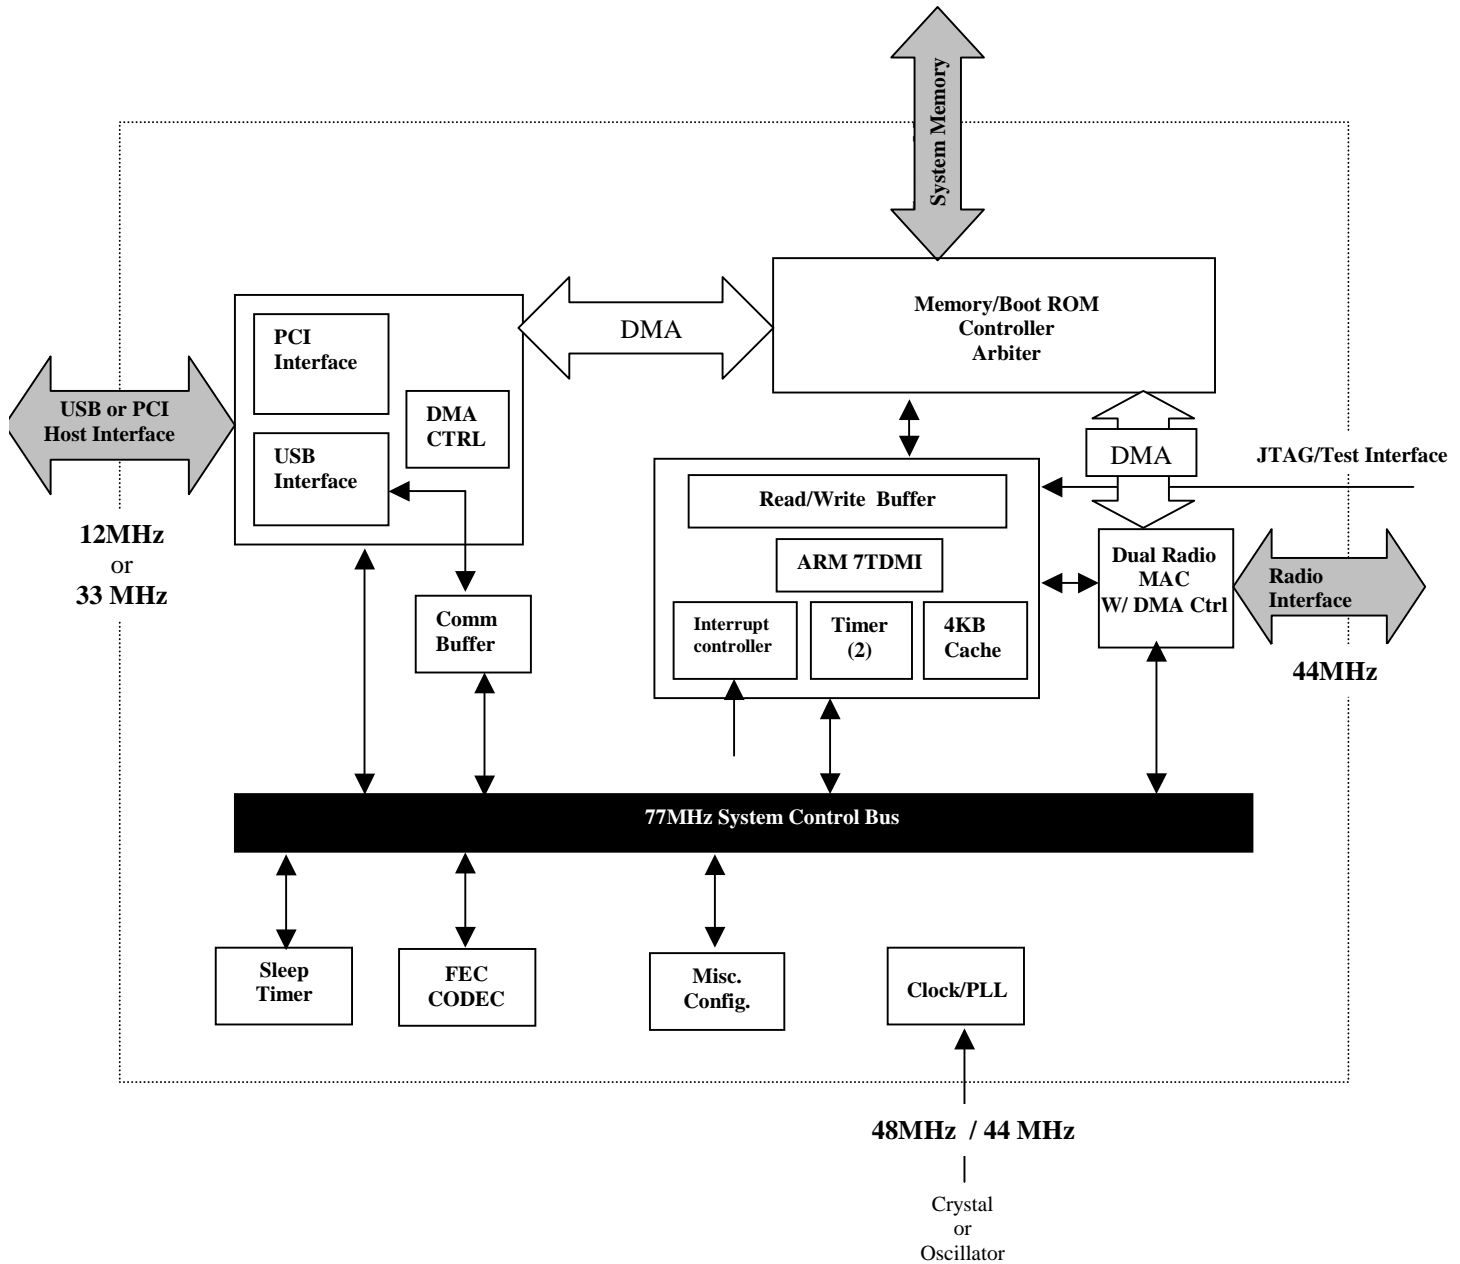 System Memory
Memory/Boot ROM
Controller
Arbiter
PCI
Interface
DMA
CTRL
USB
Interface
DMA
USB or PCI
Host Interface
12MHz
or
33 MHz
DMA
JTAG/Test Interface
Read/Write Buffer
ARM 7TDMI
Interrupt
controller
Timer
(2)
4KB
Cache
Dual Radio
MAC
W/ DMA Ctrl
Radio
Interface
44MHz
Comm
Buffer
77MHz System Control Bus
Sleep
Timer
FEC
CODEC
Misc.
Config.
Clock/PLL
48MHz / 44 MHz
Crystal
or
Oscillator